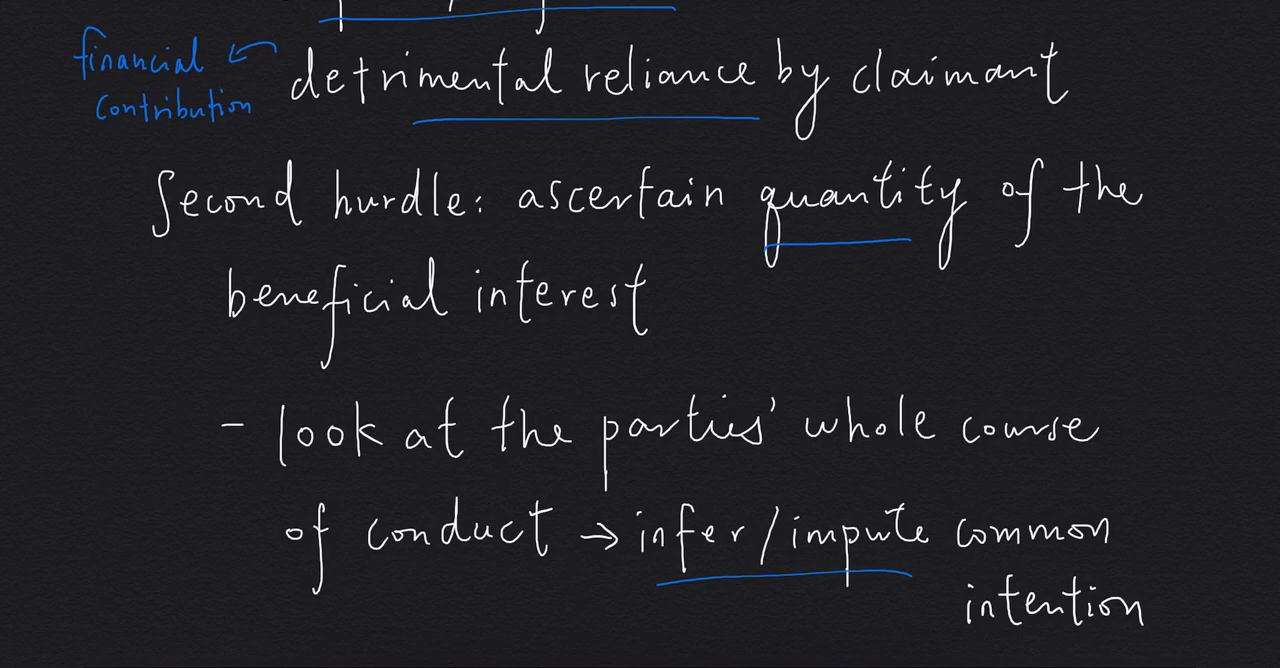 financial
contribution
detrimental reliance by claimant
Second hurdle: ascertain quantity of the
beneficial interest
- look at the parties' whole course
of conduct → infer/impute common
intention